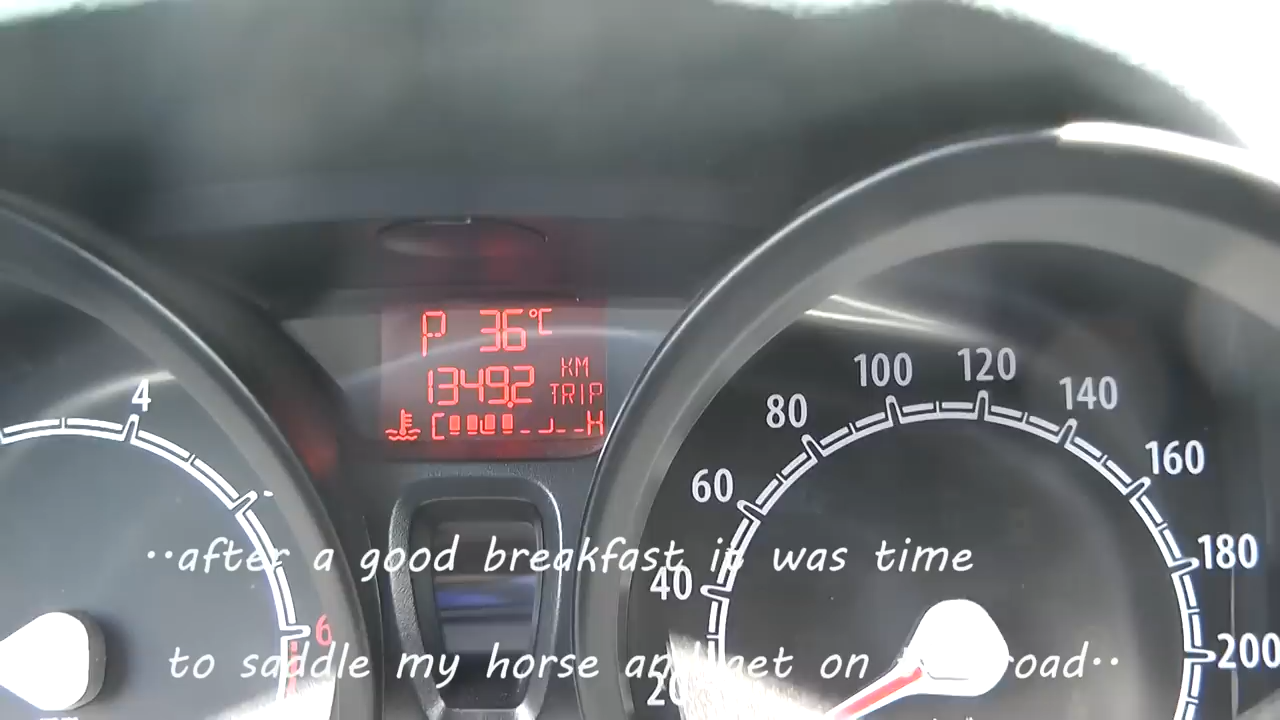 P 36°C
1349.2 KM TRIP
C H
4
6
20
40
60
80
100
120
140
160
180
200
..after a good breakfast it was time
to saddle my horse and get on the road..